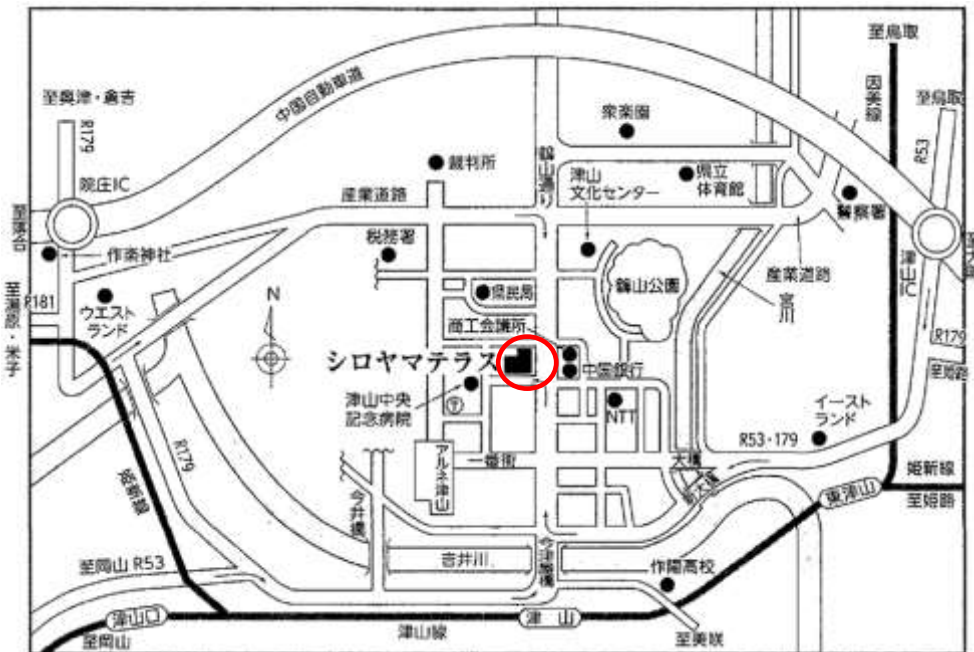 至鳥取
至奥津・倉吉
中国自動車道
衆楽園
因美線
至鳥取
R179
R53
裁判所
鶴山通り
津山
文化センター
県立
体育館
院庄IC
産業道路
警察署
至落合
作楽神社
税務署
産業道路
津山IC
鶴山公園
宮川
R181
至湯原・米子
ウエスト
ランド
N
県民局
商工会議所
シロヤマテラス
中国銀行
R179
至姫路
津山中央
記念病院
〒
NTT
イースト
ランド
R53・179
R179
アルネ津山
一番街
大橋
新大橋
姫新線
姫新線
至姫路
今井橋
東津山
吉井川
今津屋橋
作陽高校
至岡山 R53
津山口
津山
津山線
至岡山
至美咲